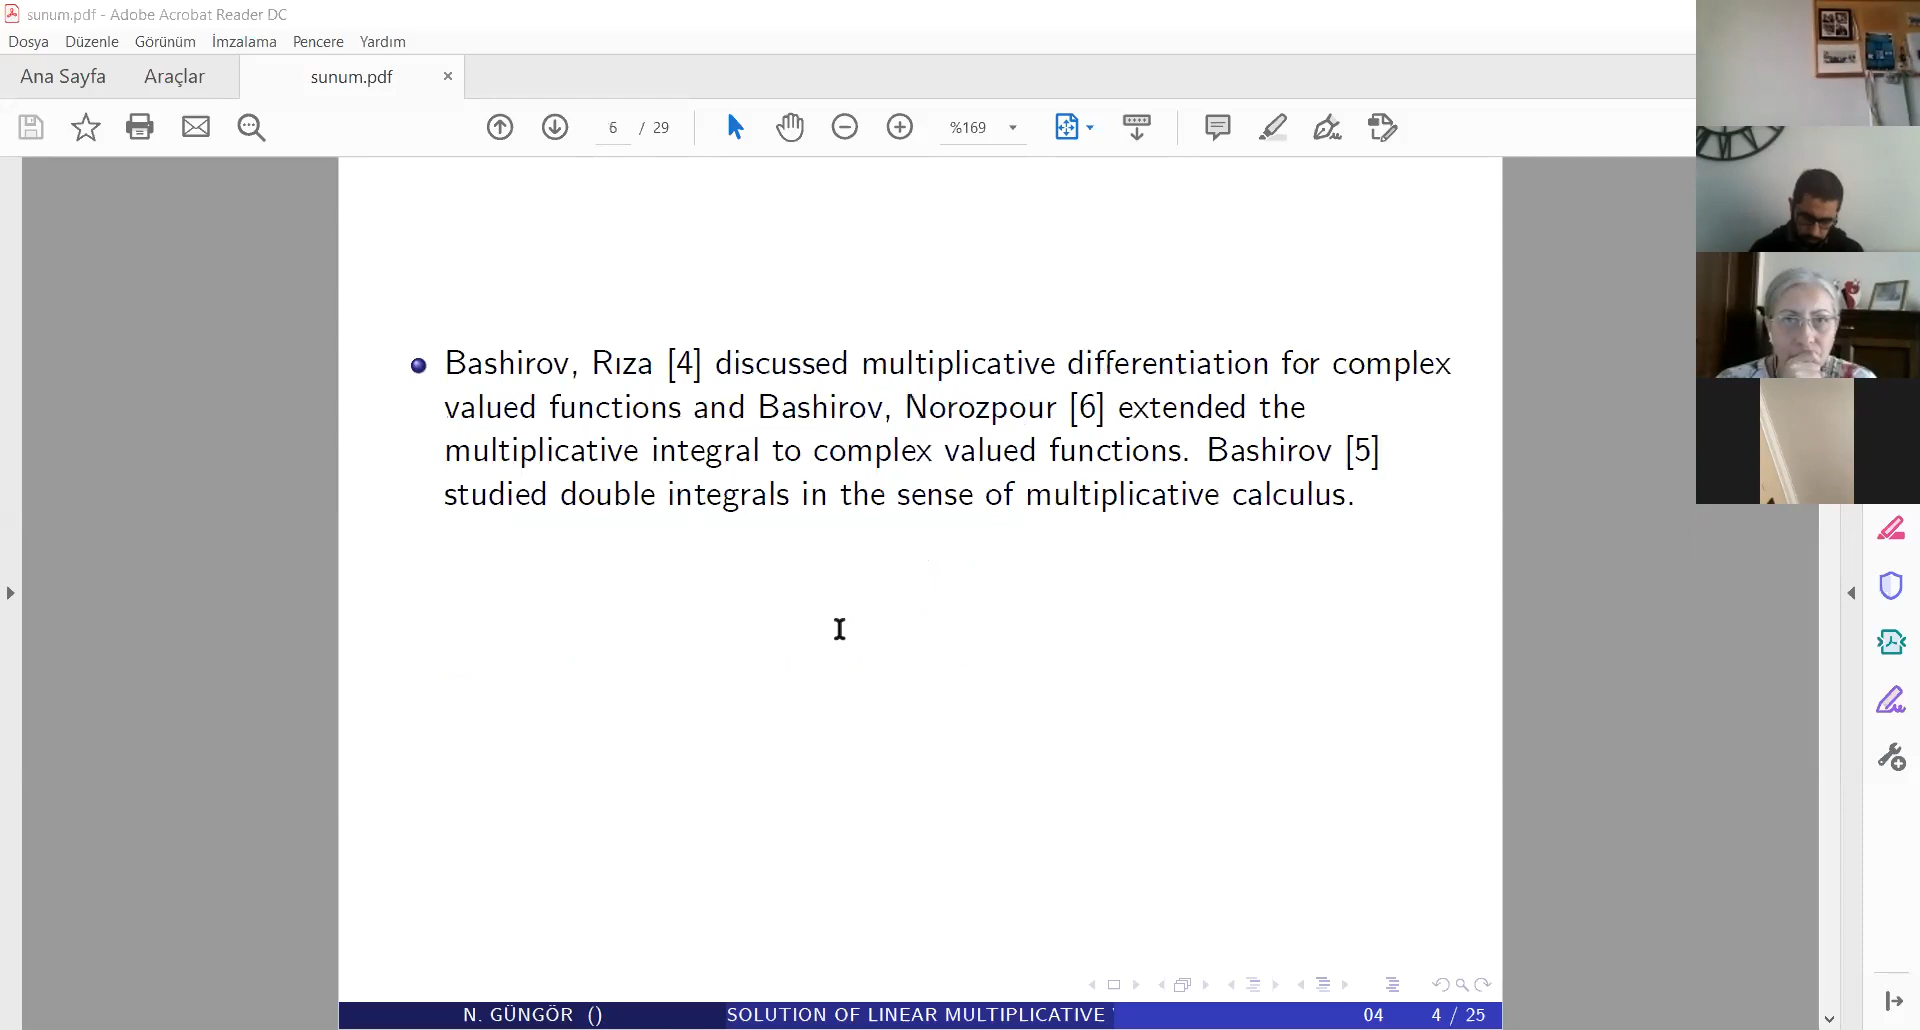 sunum.pdf - Adobe Acrobat Reader DC
Dosya Düzenle Görünüm İmzalama Pencere Yardım
Ana Sayfa Araçlar sunum.pdf ×
6 / 29 %169
Bashirov, Rıza [4] discussed multiplicative differentiation for complex
valued functions and Bashirov, Norozpour [6] extended the
multiplicative integral to complex valued functions. Bashirov [5]
studied double integrals in the sense of multiplicative calculus.
N. GÜNGÖR () SOLUTION OF LINEAR MULTIPLICATIVE 04 4 / 25